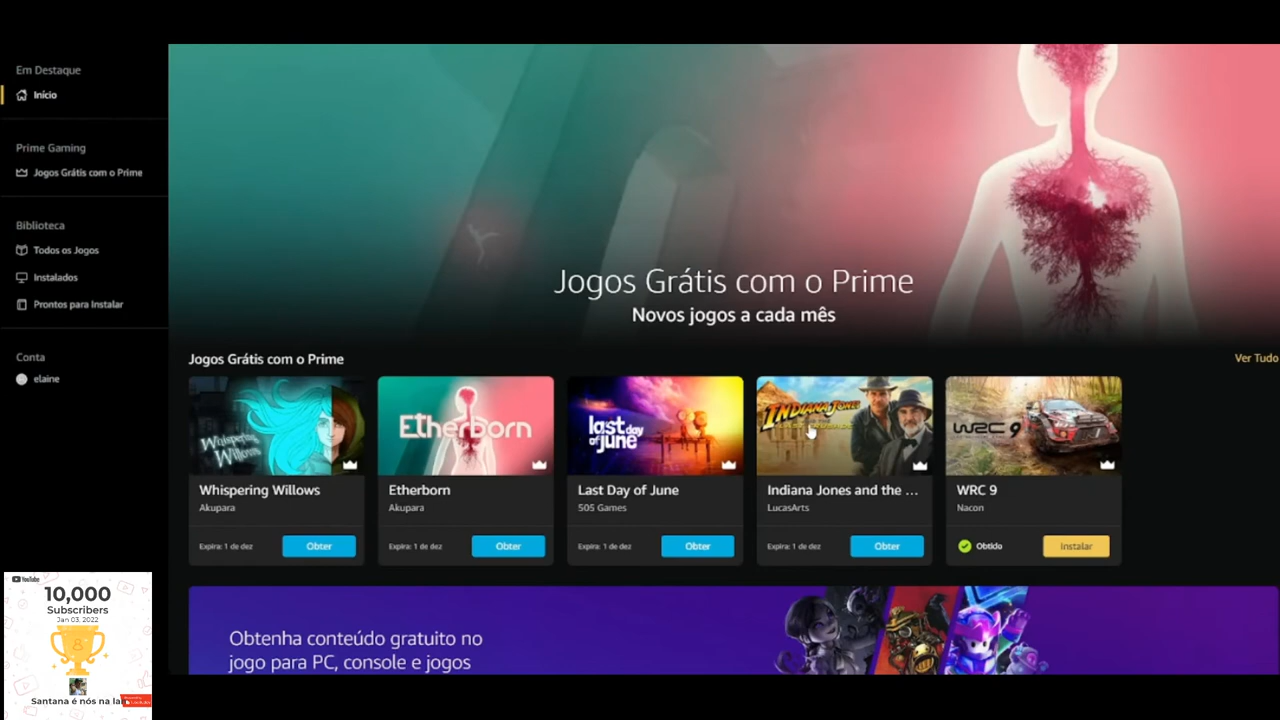 Em Destaque
Início
Prime Gaming
Jogos Grátis com o Prime
Biblioteca
Todos os Jogos
Instalados
Prontos para Instalar
Conta
elaine
Jogos Grátis com o Prime
Novos jogos a cada mês
Jogos Grátis com o Prime
Ver Tudo
Whispering Willows
Etherborn
last day of june
INDIANA JONES
WRC 9
Whispering Willows
Akupara
Expira: 1 de dez
Obter
Etherborn
Akupara
Expira: 1 de dez
Obter
Last Day of June
505 Games
Expira: 1 de dez
Obter
Indiana Jones and the ...
LucasArts
Expira: 1 de dez
Obter
WRC 9
Nacon
Obtido
Instalar
Obtenha conteúdo gratuito no
jogo para PC, console e jogos
YouTube
10,000
Subscribers
Jan 03, 2022
Santana é nós na lan